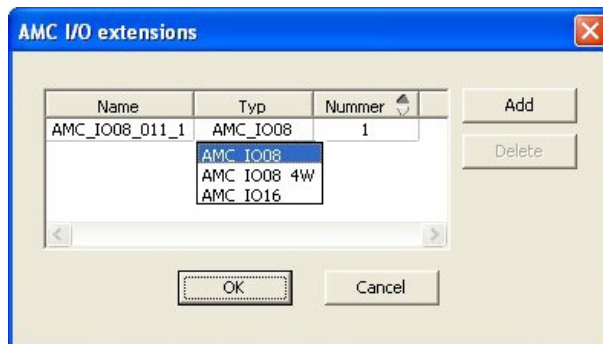 AMC I/O extensions
Name Typ Nummer Add
AMC_IO08_011_1 AMC_IO08 1
Delete
AMC_IO08
AMC_IO08_4W
AMC_IO16
OK Cancel